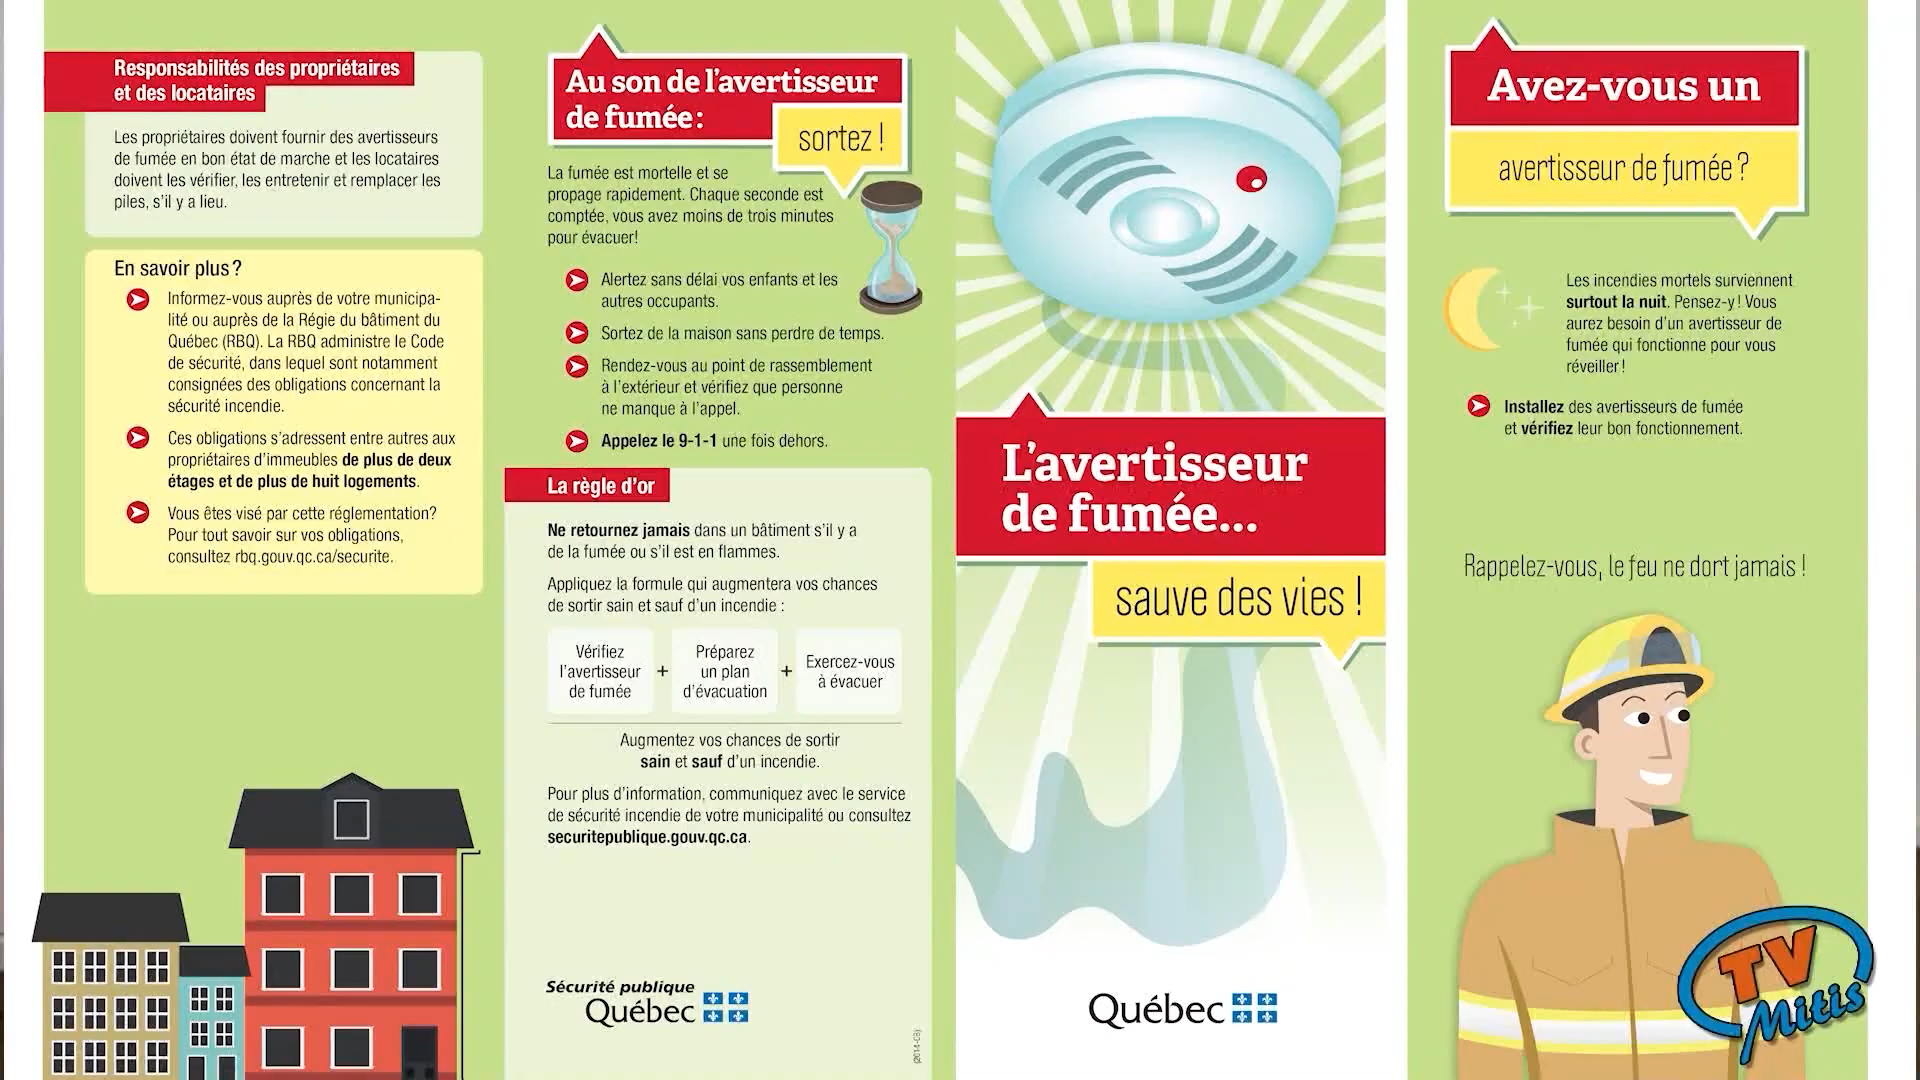 Responsabilités des propriétaires
et des locataires
Les propriétaires doivent fournir des avertisseurs
de fumée en bon état de marche et les locataires
doivent les vérifier, les entretenir et remplacer les
piles, s'il y a lieu.
En savoir plus ?
Informez-vous auprès de votre municipa-
lité ou auprès de la Régie du bâtiment du
Québec (RBQ). La RBQ administre le Code
de sécurité, dans lequel sont notamment
consignées des obligations concernant la
sécurité incendie.
Ces obligations s'adressent entre autres aux
propriétaires d'immeubles de plus de deux
étages et de plus de huit logements.
Vous êtes visé par cette réglementation?
Pour tout savoir sur vos obligations,
consultez rbq.gouv.qc.ca/securite.
Au son de l'avertisseur
de fumée :
sortez !
La fumée est mortelle et se
propage rapidement. Chaque seconde est
comptée, vous avez moins de trois minutes
pour évacuer!
Alertez sans délai vos enfants et les
autres occupants.
Sortez de la maison sans perdre de temps.
Rendez-vous au point de rassemblement
à l'extérieur et vérifiez que personne
ne manque à l'appel.
Appelez le 9-1-1 une fois dehors.
La règle d'or
Ne retournez jamais dans un bâtiment s'il y a
de la fumée ou s'il est en flammes.
Appliquez la formule qui augmentera vos chances
de sortir sain et sauf d'un incendie :
Vérifiez
l'avertisseur
de fumée
+
Préparez
un plan
d'évacuation
+
Exercez-vous
à évacuer
Augmentez vos chances de sortir
sain et sauf d'un incendie.
Pour plus d'information, communiquez avec le service
de sécurité incendie de votre municipalité ou consultez
securitepublique.gouv.qc.ca.
Sécurité publique
Québec
(2014-03)
L'avertisseur
de fumée...
sauve des vies !
Québec
Avez-vous un
avertisseur de fumée ?
Les incendies mortels surviennent
surtout la nuit. Pensez-y ! Vous
aurez besoin d'un avertisseur de
fumée qui fonctionne pour vous
réveiller !
Installez des avertisseurs de fumée
et vérifiez leur bon fonctionnement.
Rappelez-vous, le feu ne dort jamais !
TV
Mitis